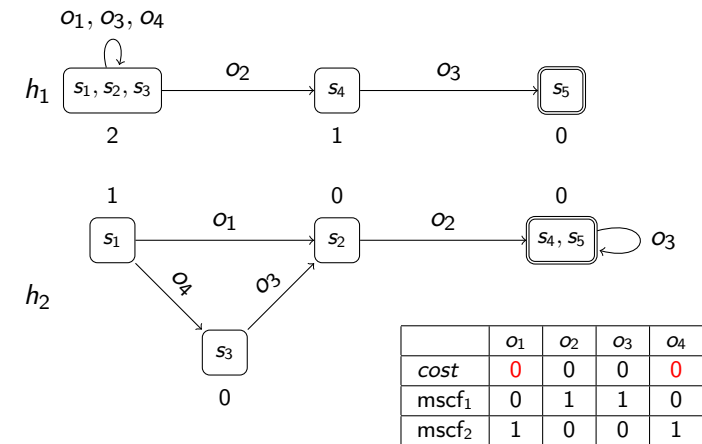 o₁, o₃, o₄
h₁ s₁, s₂, s₃ o₂ s₄ o₃ s₅
2 1 0
1 0 0
s₁ o₁ s₂ o₂ s₄, s₅ o₃
o₄ o₃
h₂
s₃
0
o₁ o₂ o₃ o₄
cost 0 0 0 0
mscf₁ 0 1 1 0
mscf₂ 1 0 0 1